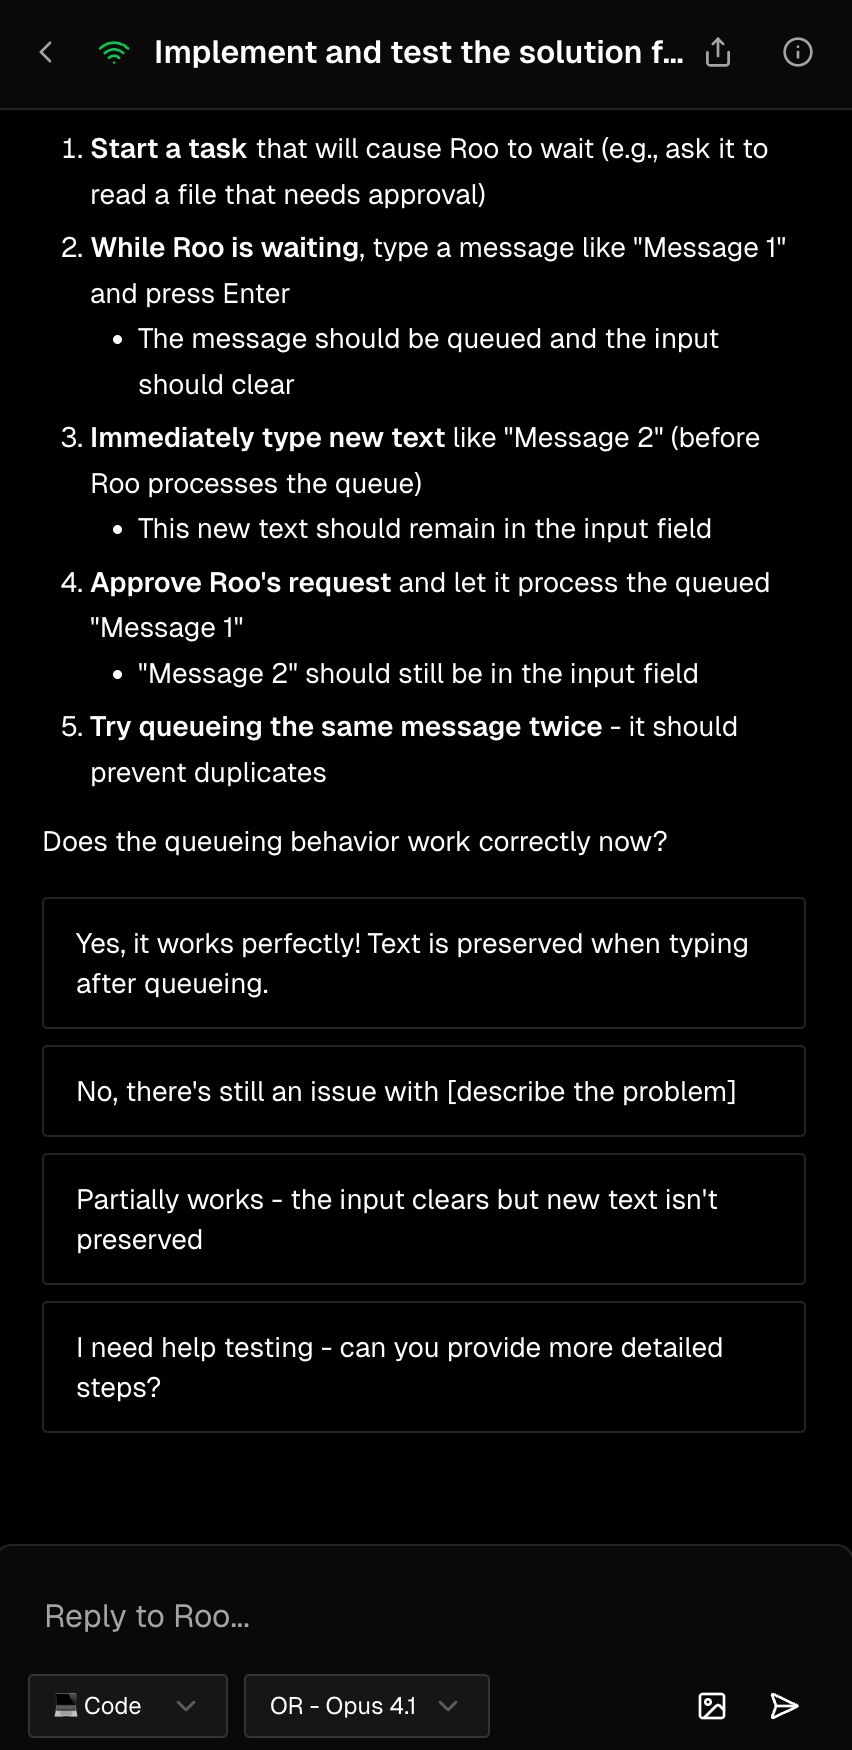 Implement and test the solution f...
1. Start a task that will cause Roo to wait (e.g., ask it to
read a file that needs approval)
2. While Roo is waiting, type a message like "Message 1"
and press Enter
• The message should be queued and the input
should clear
3. Immediately type new text like "Message 2" (before
Roo processes the queue)
• This new text should remain in the input field
4. Approve Roo's request and let it process the queued
"Message 1"
• "Message 2" should still be in the input field
5. Try queueing the same message twice - it should
prevent duplicates
Does the queueing behavior work correctly now?
Yes, it works perfectly! Text is preserved when typing
after queueing.
No, there's still an issue with [describe the problem]
Partially works - the input clears but new text isn't
preserved
I need help testing - can you provide more detailed
steps?
Reply to Roo...
Code
OR - Opus 4.1